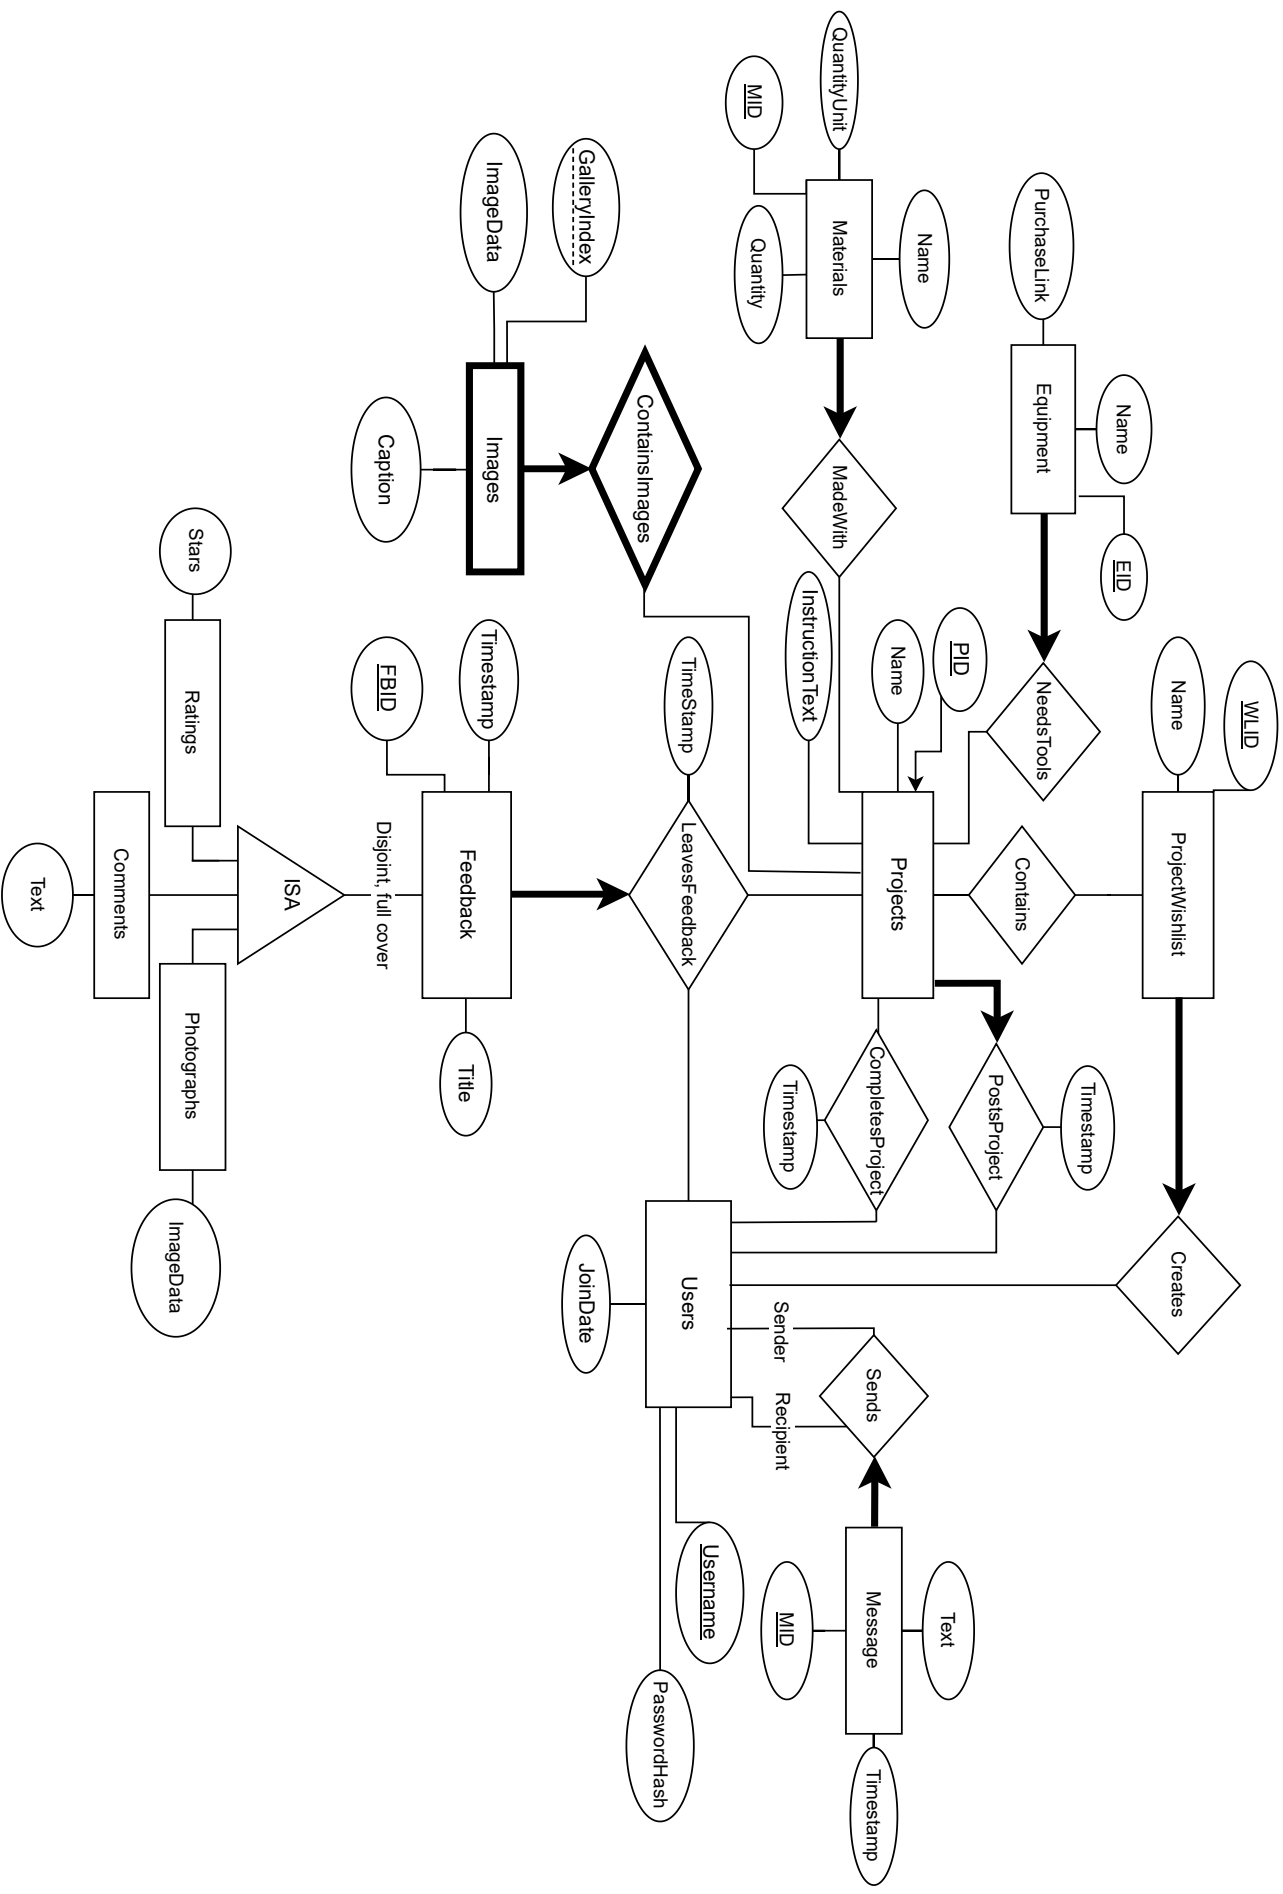 WLID
Name
ProjectWishlist
Creates
PurchaseLink
Name
Equipment
EID
NeedsTools
Contains
Timestamp
PostsProject
QuantityUnit
MID
Name
Materials
Quantity
MadeWith
PID
Name
InstructionText
Projects
CompletesProject
Timestamp
Sends
Sender
Recipient
Text
Message
MID
Timestamp
ContainsImages
TimeStamp
LeavesFeedback
Users
JoinDate
Username
PasswordHash
GalleryIndex
ImageData
Images
Caption
Timestamp
FBID
Feedback
Title
Disjoint, full cover
ISA
Stars
Ratings
Comments
Text
Photographs
ImageData